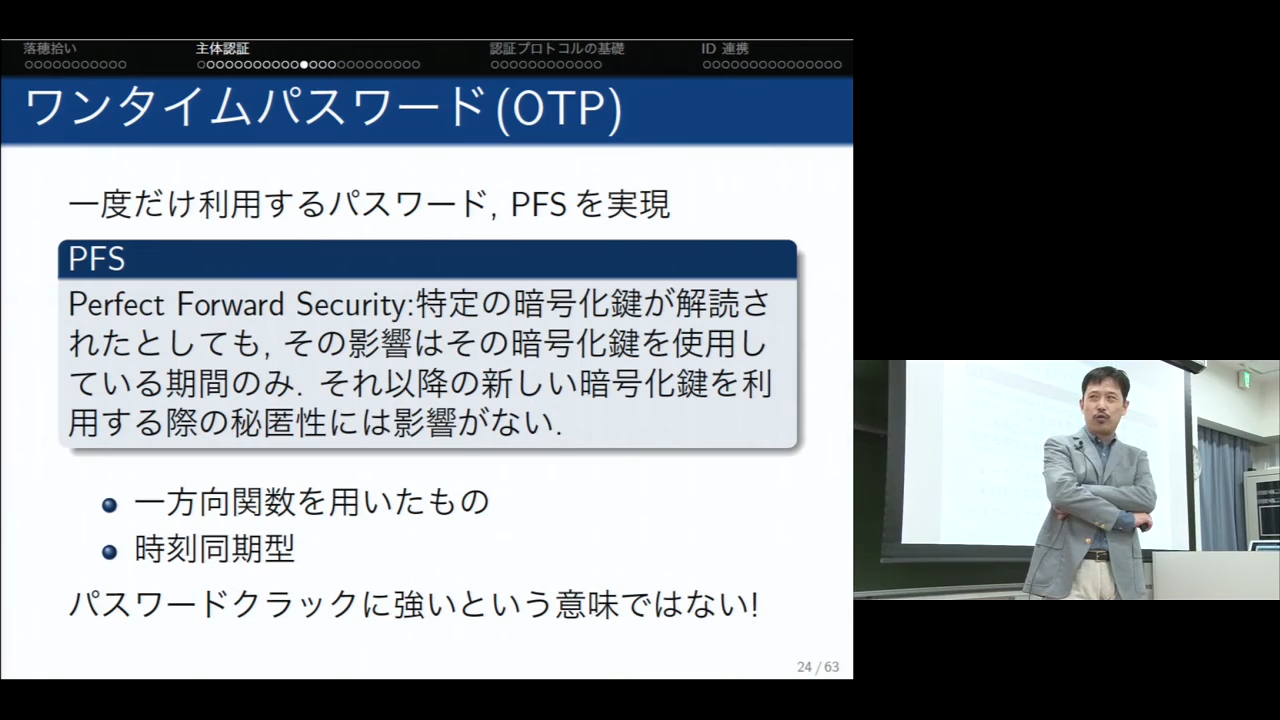 落穂拾い 主体認証 認証プロトコルの基礎 ID 連携
ワンタイムパスワード(OTP)
一度だけ利用するパスワード, PFSを実現
PFS
Perfect Forward Security:特定の暗号化鍵が解読さ
れたとしても, その影響はその暗号化鍵を使用し
ている期間のみ. それ以降の新しい暗号化鍵を利
用する際の秘匿性には影響がない.
一方向関数を用いたもの
時刻同期型
パスワードクラックに強いという意味ではない!
24 / 63